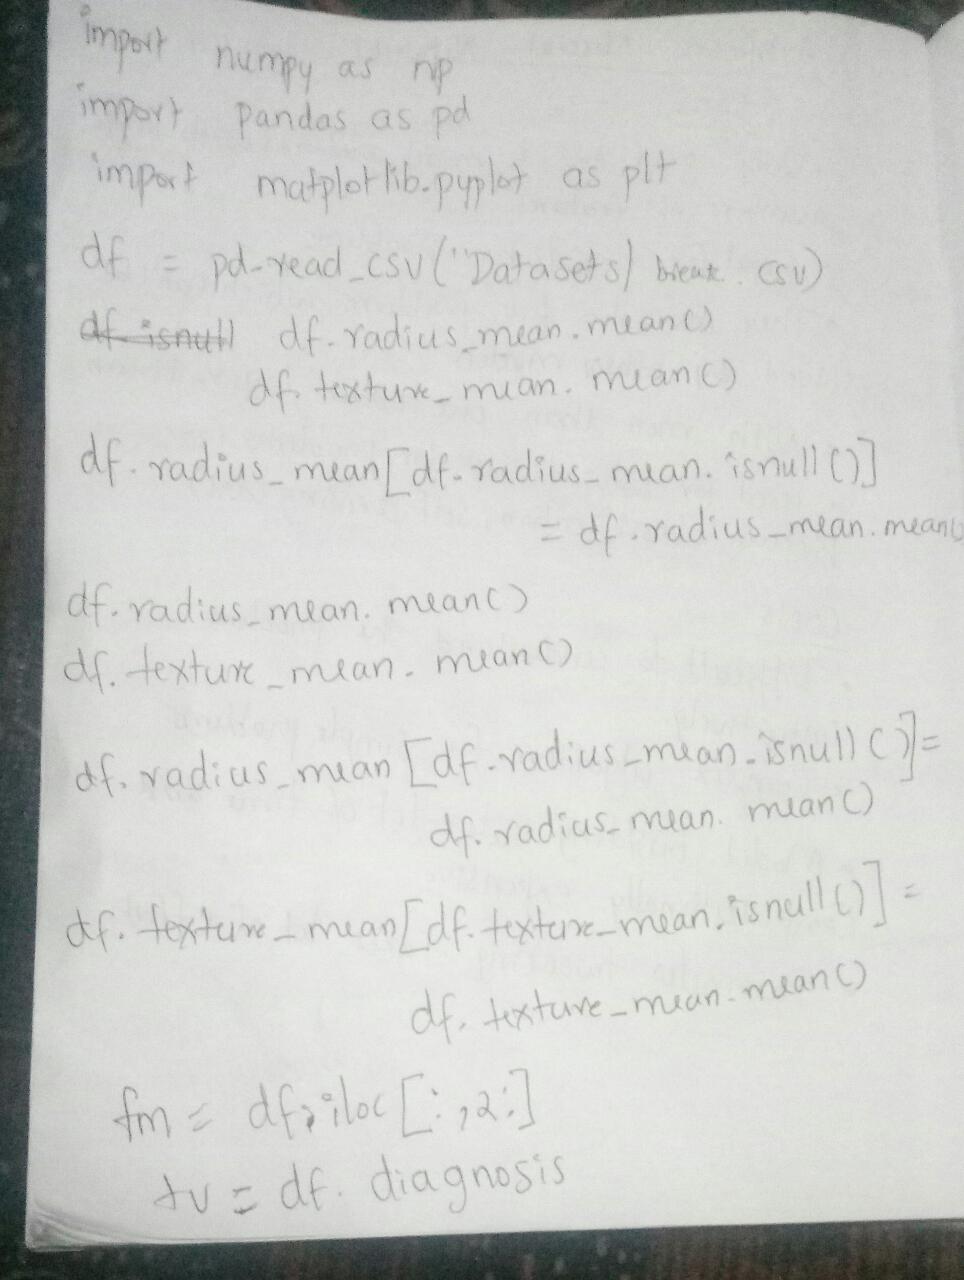 import numpy as np
import pandas as pd
import matplotlib.pyplot as plt
df = pd.read_csv("Datasets/ .csv)
df.isnull df.radius_mean.mean()
df.texture_mean.mean()
df.radius_mean[df.radius_mean.isnull()]
= df.radius_mean.mean()
df.radius_mean.mean()
df.texture_mean.mean()
df.radius_mean[df.radius_mean.isnull()]=
df.radius_mean.mean()
df.texture_mean[df.texture_mean.isnull()]=
df.texture_mean.mean()
fm = df.iloc[:,2:]
tv = df.diagnosis